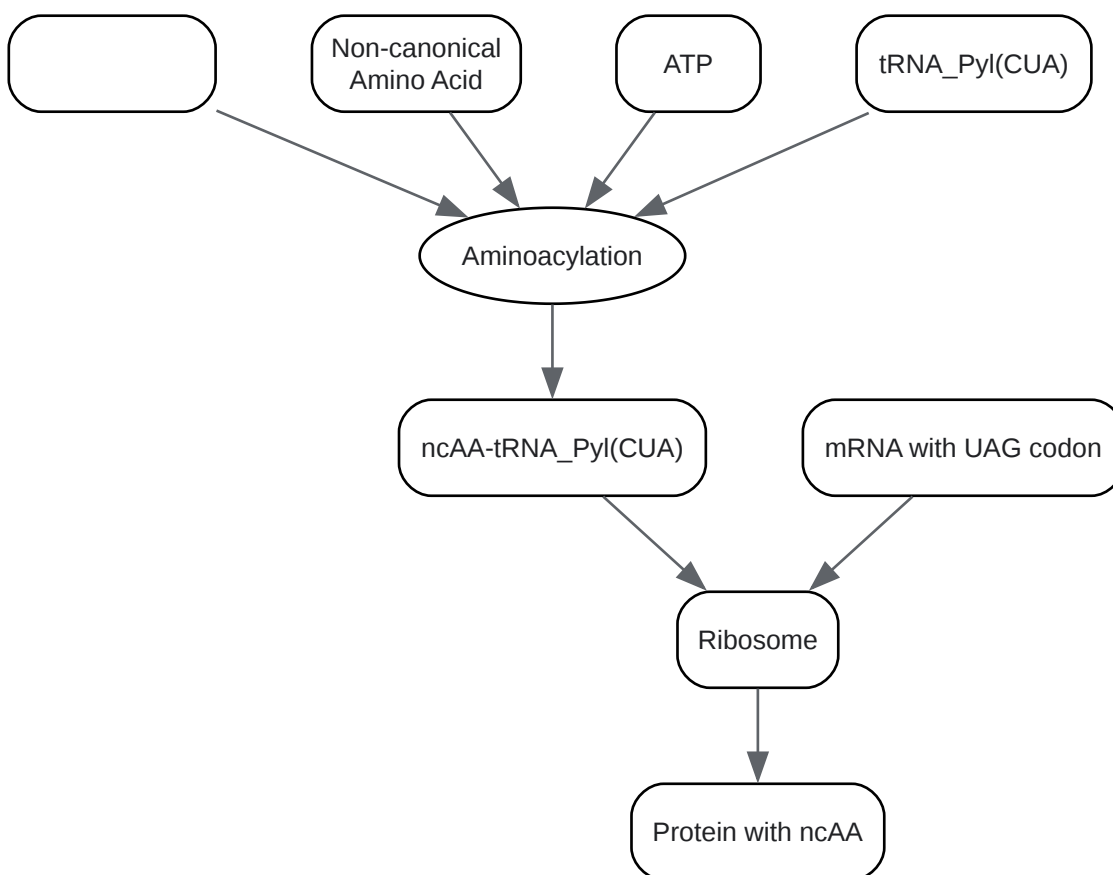 Non-canonical
Amino Acid
ATP
tRNA_Pyl(CUA)
Aminoacylation
ncAA-tRNA_Pyl(CUA)
mRNA with UAG codon
Ribosome
Protein with ncAA